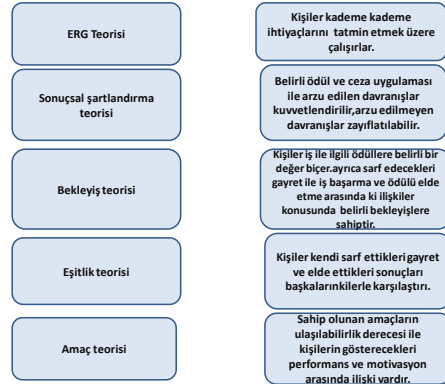 ERG Teorisi
Kişiler kademe kademe
ihtiyaçlarını tatmin etmek üzere
çalışırlar.
Sonuçsal şartlandırma
teorisi
Belirli ödül ve ceza uygulaması
ile arzu edilen davranışlar
kuvvetlendirilir,arzu edilmeyen
davranışlar zayıflatılabilir.
Bekleyiş teorisi
Kişiler iş ile ilgili ödüllere belirli bir
değer biçer.ayrıca sarf edecekleri
gayret ile iş başarma ve ödülü elde
etme arasında ki ilişkiler
konusunda belirli bekleyişlere
sahiptir.
Eşitlik teorisi
Kişiler kendi sarf ettikleri gayret
ve elde ettikleri sonuçları
başkalarınkilerle karşılaştırı.
Amaç teorisi
Sahip olunan amaçların
ulaşılabilirlik derecesi ile
kişilerin gösterecekleri
performans ve motivasyon
arasında ilişki vardır.